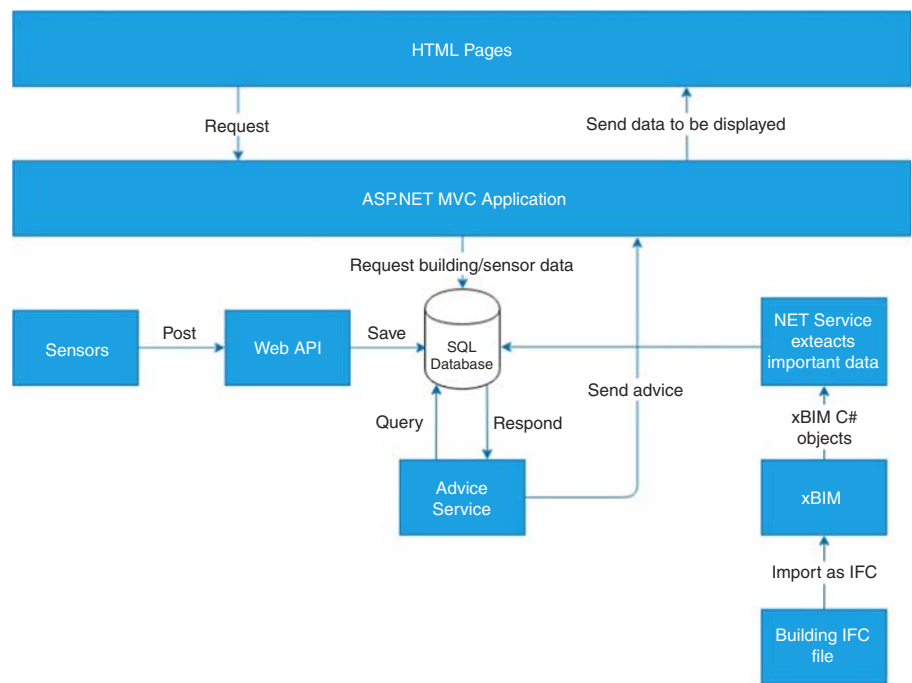 HTML Pages
Request
Send data to be displayed
ASP.NET MVC Application
Request building/sensor data
Sensors
Post
Web API
Save
SQL
Database
NET Service
exteacts
important data
Query
Respond
Send advice
xBIM C#
objects
Advice
Service
xBIM
Import as IFC
Building IFC
file